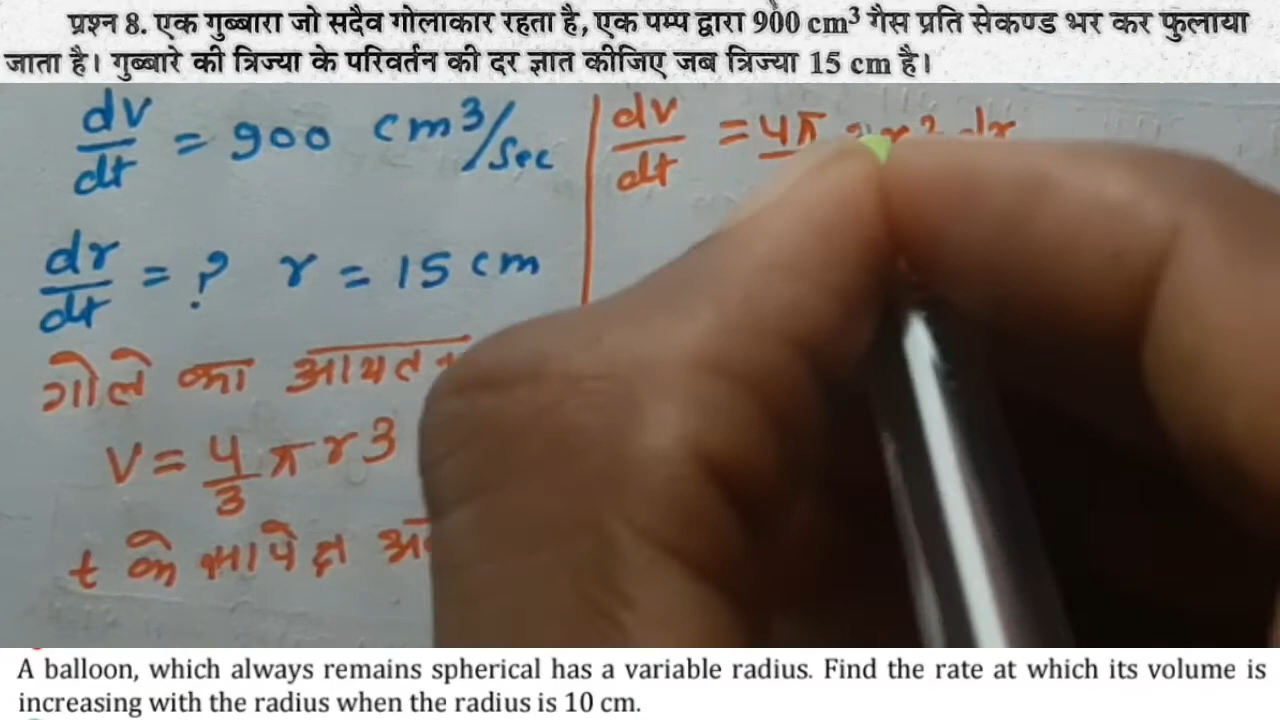 प्रश्न 8. एक गुब्बारा जो सदैव गोलाकार रहता है, एक पम्प द्वारा 900 cm³ गैस प्रति सेकण्ड भर कर फुलाया
जाता है। गुब्बारे की त्रिज्या के परिवर्तन की दर ज्ञात कीजिए जब त्रिज्या 15 cm है।
dv/dt = 900 cm3/sec
dr/dt = ? r = 15 cm
गोले का आयतन
v = 4/3 π r3
t के सापेक्ष
dv/dt = 4π r2 dr
A balloon, which always remains spherical has a variable radius. Find the rate at which its volume is
increasing with the radius when the radius is 10 cm.